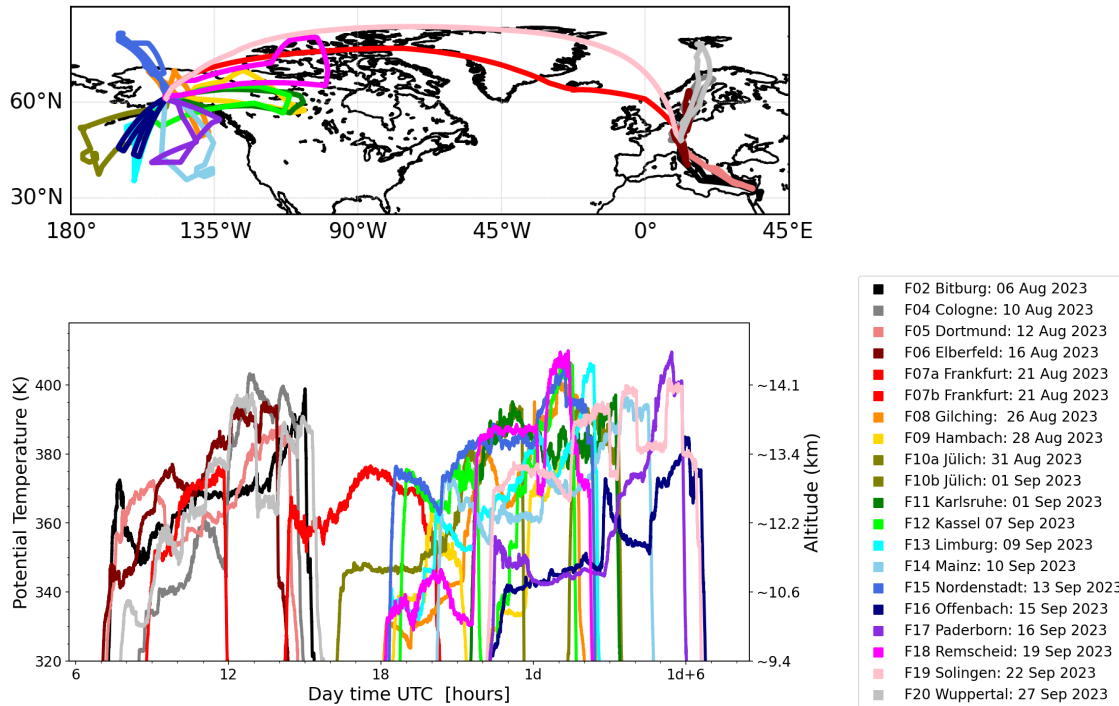 60°N
30°N
180° 135°W 90°W 45°W 0° 45°E
F02 Bitburg: 06 Aug 2023
F04 Cologne: 10 Aug 2023
F05 Dortmund: 12 Aug 2023
F06 Elberfeld: 16 Aug 2023
F07a Frankfurt: 21 Aug 2023
F07b Frankfurt: 21 Aug 2023
F08 Gilching:  26 Aug 2023
F09 Hambach: 28 Aug 2023
F10a Jülich: 31 Aug 2023
F10b Jülich: 01 Sep 2023
F11 Karlsruhe: 01 Sep 2023
F12 Kassel 07 Sep 2023
F13 Limburg: 09 Sep 2023
F14 Mainz: 10 Sep 2023
F15 Nordenstadt: 13 Sep 2023
F16 Offenbach: 15 Sep 2023
F17 Paderborn: 16 Sep 2023
F18 Remscheid: 19 Sep 2023
F19 Solingen: 22 Sep 2023
F20 Wuppertal: 27 Sep 2023
Potential Temperature (K)
400
380
360
340
320
~14.1
~13.4
~12.2
~10.6
~9.4
Altitude (km)
6 12 18 1d 1d+6
Day time UTC  [hours]